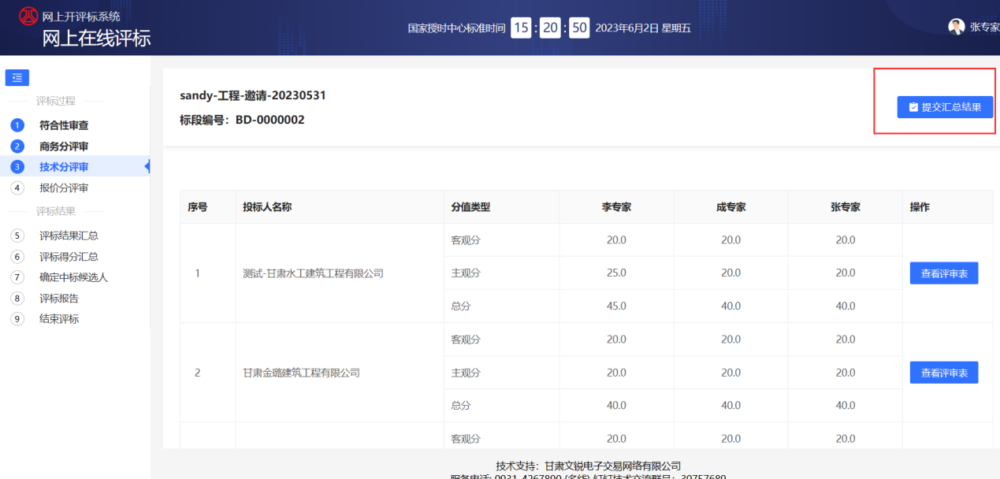 网上开评标系统
网上在线评标
国家授时中心标准时间 15 : 20 : 50 2023年6月2日 星期五
张专家
评标过程
1 符合性审查
2 商务分评审
3 技术分评审
4 报价分评审
评标结果
5 评标结果汇总
6 评标得分汇总
7 确定中标候选人
8 评标报告
9 结束评标
sandy-工程-邀请-20230531
标段编号：BD-0000002
提交汇总结果
序号 投标人名称 分值类型 李专家 成专家 张专家 操作
客观分 20.0 20.0 20.0
1 测试-甘肃水工建筑工程有限公司 主观分 25.0 20.0 20.0 查看评审表
总分 45.0 40.0 40.0
客观分 20.0 20.0 20.0
2 甘肃金璐建筑工程有限公司 主观分 20.0 20.0 20.0 查看评审表
总分 40.0 40.0 40.0
客观分 20.0 20.0 20.0
技术支持：甘肃文锐电子交易网络有限公司
服务电话: 0931-4267890 (多线) 钉钉技术交流群号：30757689